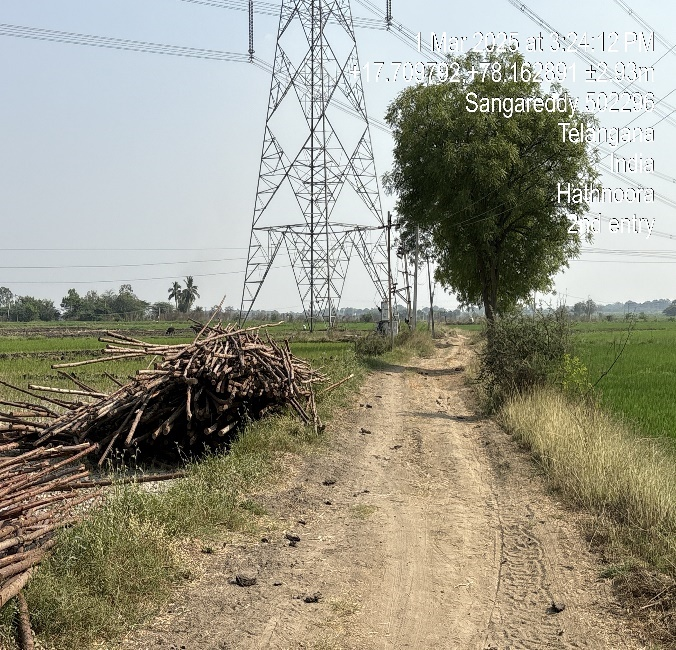 1 Mar 2025 at 3:24:12 PM
+17.709792 +78.162891 ±2.93m
Sangareddy 502296
Telangana
India
Hathnoora
2nd entry